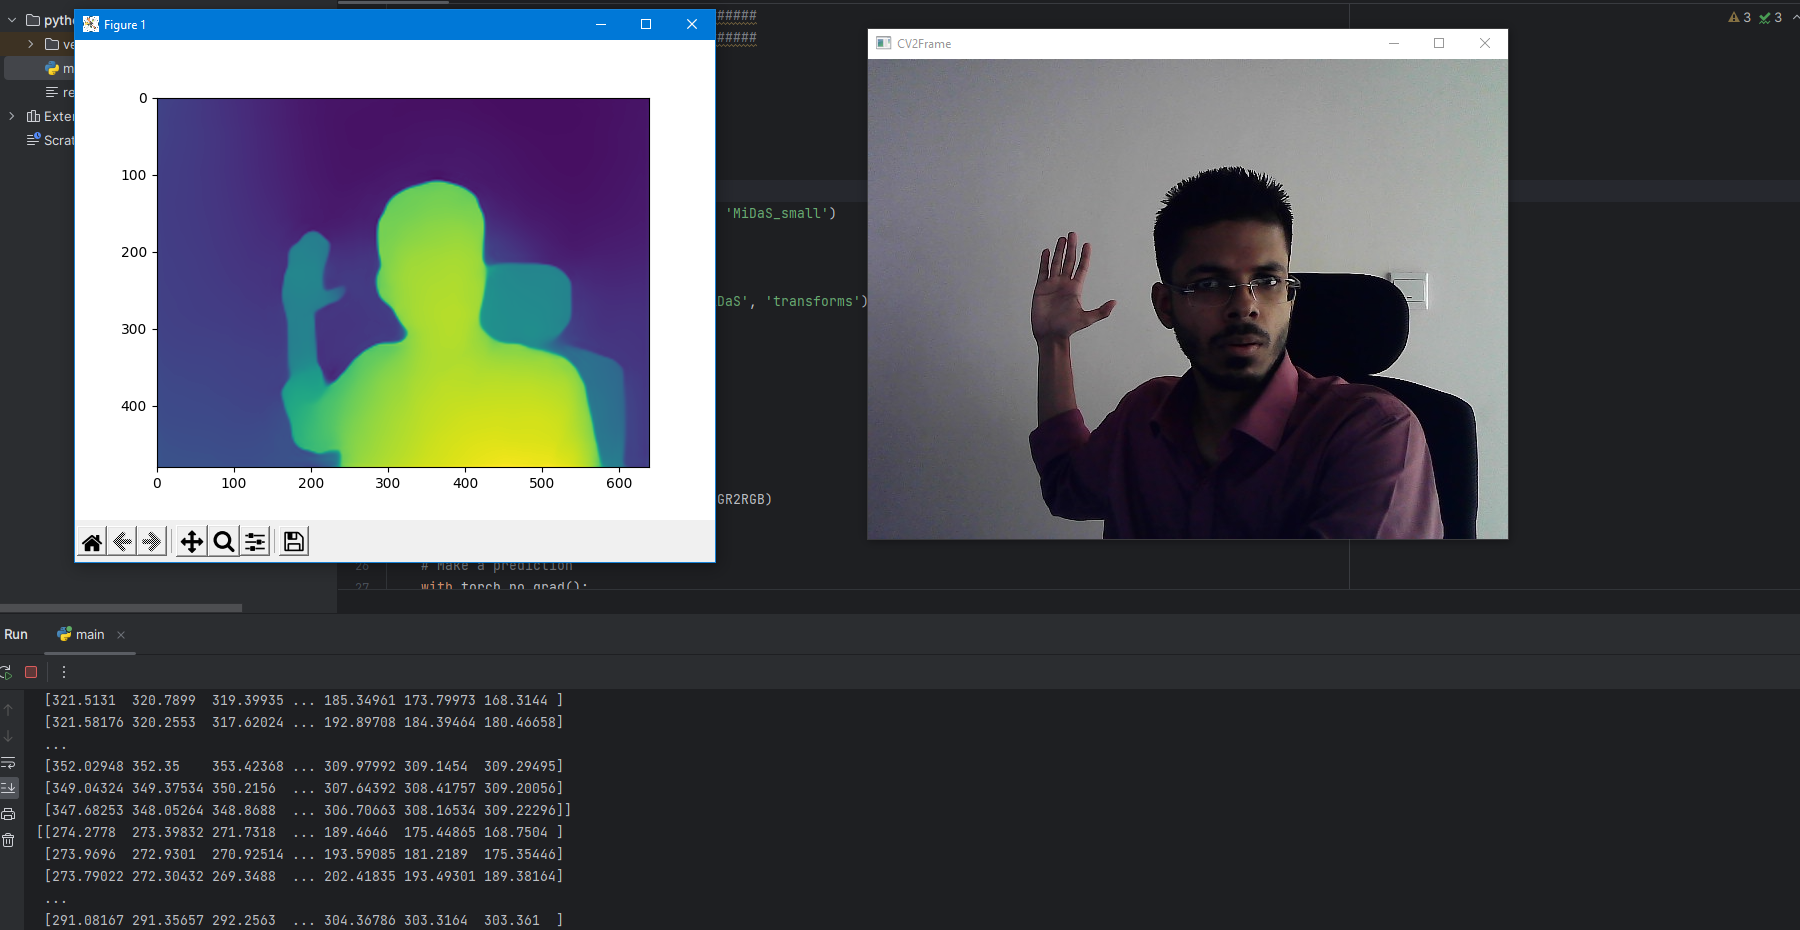 pyth
ve
m
re
Exter
Scrat
Figure 1
0
100
200
300
400
0 100 200 300 400 500 600
#####
#####
'MiDaS_small')
DaS', 'transforms')
GR2RGB)
26 # Make a prediction
27 with torch.no_grad():
3 3
CV2Frame
Run main
[321.5131 320.7899 319.39935 ... 185.34961 173.79973 168.3144 ]
[321.58176 320.2553 317.62024 ... 192.89708 184.39464 180.46658]
...
[352.02948 352.35 353.42368 ... 309.97992 309.1454 309.29495]
[349.04324 349.37534 350.2156 ... 307.64392 308.41757 309.20056]
[347.68253 348.05264 348.8688 ... 306.70663 308.16534 309.22296]]
[[274.2778 273.39832 271.7318 ... 189.4646 175.44865 168.7504 ]
[273.9696 272.9301 270.92514 ... 193.59085 181.2189 175.35446]
[273.79022 272.30432 269.3488 ... 202.41835 193.49301 189.38164]
...
[291.08167 291.35657 292.2563 ... 304.36786 303.3164 303.361 ]